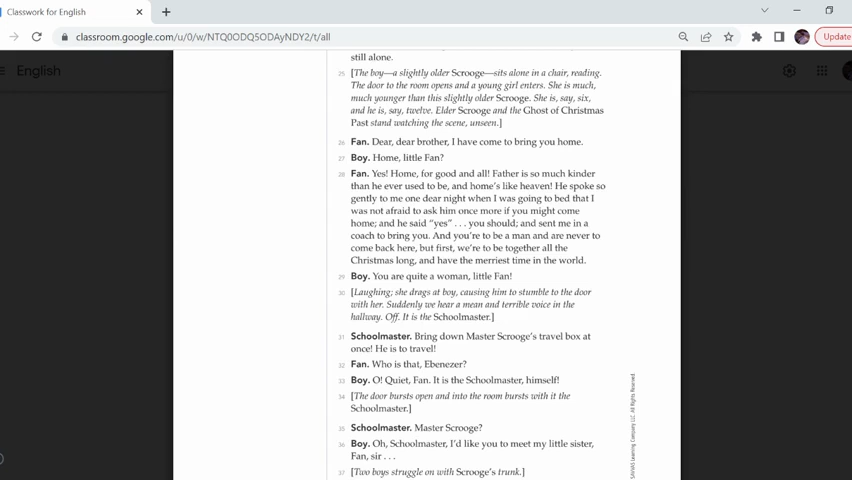 Classwork for English
classroom.google.com/u/0/w/NTQ0ODQ5ODAyNDY2/t/all
Update
English
still alone.
25 [The boy—a slightly older Scrooge—sits alone in a chair, reading.
The door to the room opens and a young girl enters. She is much,
much younger than this slightly older Scrooge. She is, say, six,
and he is, say, twelve. Elder Scrooge and the Ghost of Christmas
Past stand watching the scene, unseen.]
26 Fan. Dear, dear brother, I have come to bring you home.
27 Boy. Home, little Fan?
28 Fan. Yes! Home, for good and all! Father is so much kinder
than he ever used to be, and home's like heaven! He spoke so
gently to me one dear night when I was going to bed that I
was not afraid to ask him once more if you might come
home; and he said "yes" . . . you should; and sent me in a
coach to bring you. And you're to be a man and are never to
come back here, but first, we're to be together all the
Christmas long, and have the merriest time in the world.
29 Boy. You are quite a woman, little Fan!
30 [Laughing; she drags at boy, causing him to stumble to the door
with her. Suddenly we hear a mean and terrible voice in the
hallway. Off. It is the Schoolmaster.]
31 Schoolmaster. Bring down Master Scrooge's travel box at
once! He is to travel!
32 Fan. Who is that, Ebenezer?
33 Boy. O! Quiet, Fan. It is the Schoolmaster, himself!
34 [The door bursts open and into the room bursts with it the
Schoolmaster.]
35 Schoolmaster. Master Scrooge?
36 Boy. Oh, Schoolmaster, I'd like you to meet my little sister,
Fan, sir . . .
37 [Two boys struggle on with Scrooge's trunk.]
SAVVAS Learning Company LLC. All Rights Reserved.